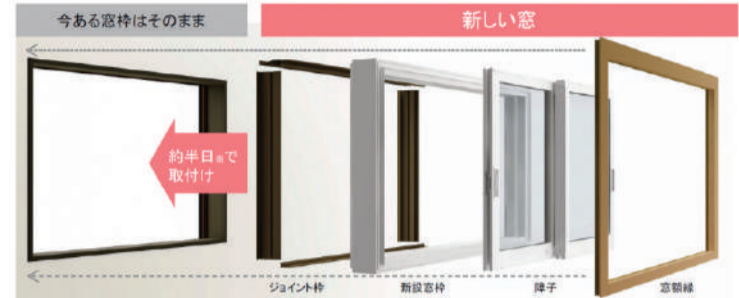 今ある窓枠はそのまま
新しい窓
約半日※で
取付け
ジョイント枠
新設窓枠
障子
窓額縁